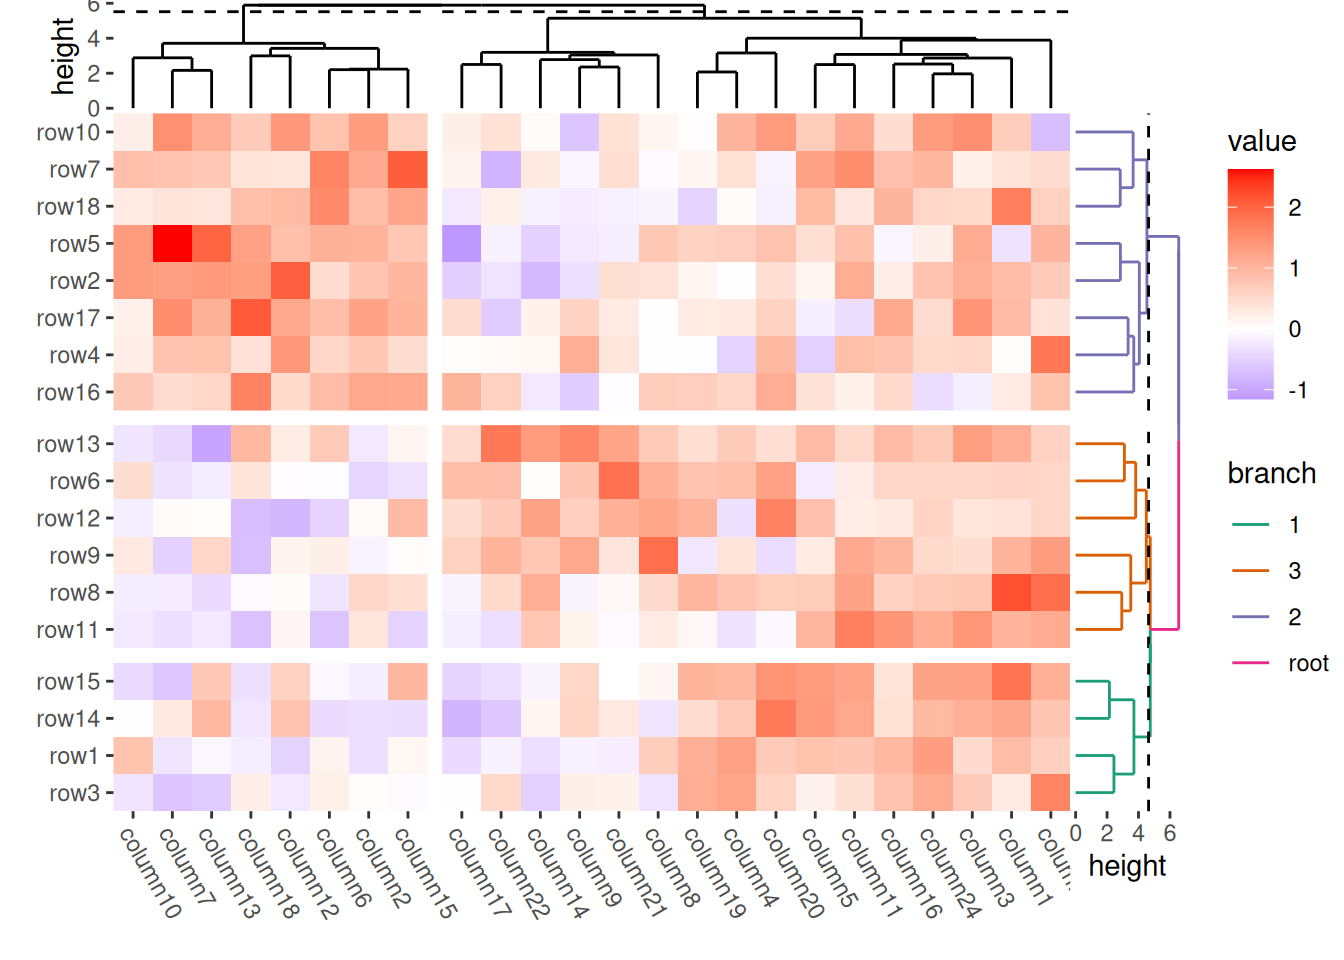 height
6
4
2
0
row10
row7
row18
row5
row2
row17
row4
row16
row13
row6
row12
row9
row8
row11
row15
row14
row1
row3
column10
column7
column13
column18
column12
column6
column2
column15
column17
column22
column14
column9
column21
column8
column19
column4
column20
column5
column11
column16
column24
column3
column1
0 2 4 6
height
value
2
1
0
-1
branch
1
3
2
root